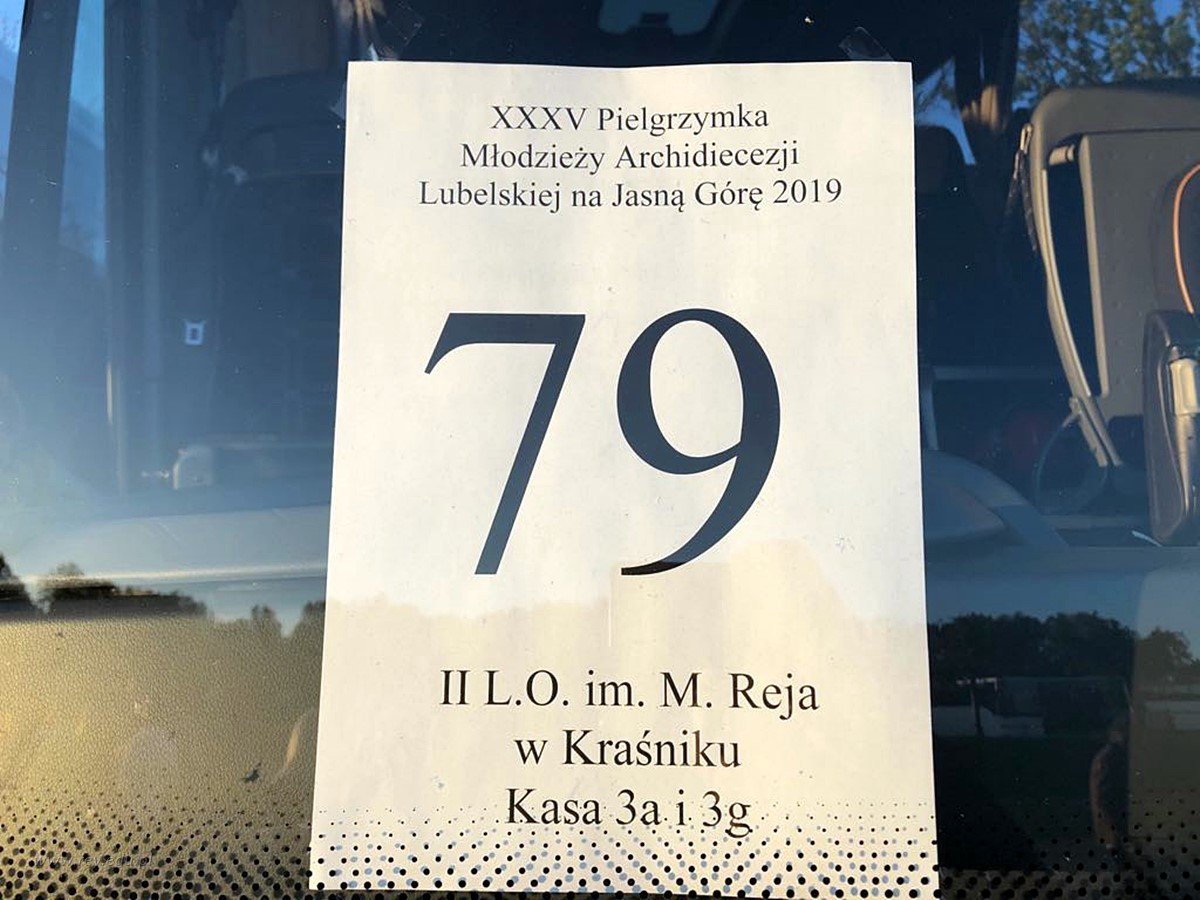 XXXV Pielgrzymka
Młodzieży Archidiecezji
Lubelskiej na Jasną Górę 2019
79
II L.O. im. M. Reja
w Kraśniku
Kasa 3a i 3g